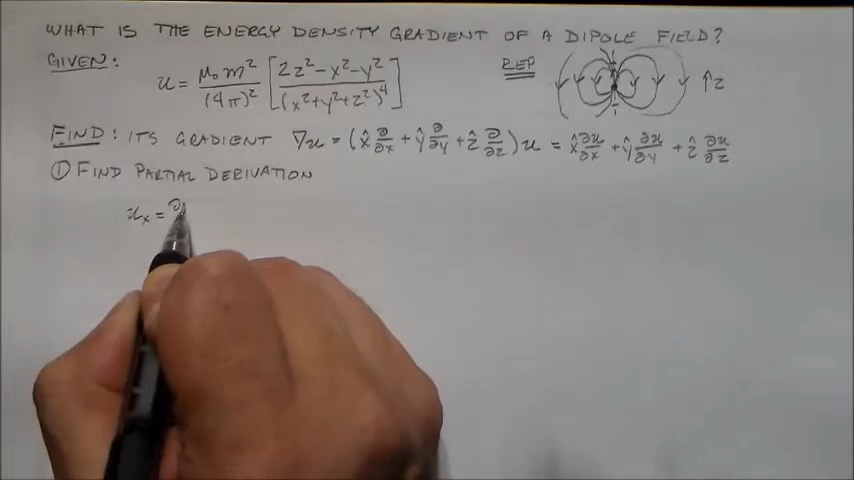 WHAT IS THE ENERGY DENSITY GRADIENT OF A DIPOLE FIELD?
GIVEN: u = μ₀m²/(4π)² [2z²-x²-y²/(x²+y²+z²)⁴] REP ↑z
FIND: ITS GRADIENT ∇u = (x̂ ∂/∂x + ŷ ∂/∂y + ẑ ∂/∂z)u = x̂ ∂u/∂x + ŷ ∂u/∂y + ẑ ∂u/∂z
① FIND PARTIAL DERIVATION
uₓ = ∂